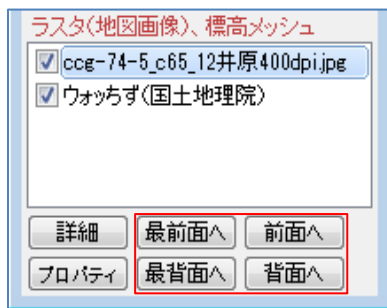 ラスタ(地図画像)、標高メッシュ
ccg-74-5_c65_12井原400dpi.jpg
ウォッちず(国土地理院)
詳細 最前面へ 前面へ
プロパティ 最背面へ 背面へ